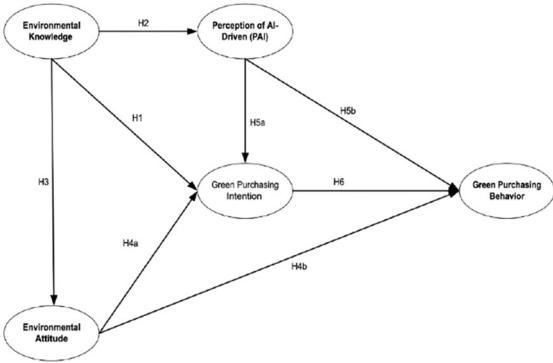 Environmental
Knowledge
H2
Perception of AI-
Driven (PAI)
H1
H5a
H5b
H3
Green Purchasing
Intention
H6
Green Purchasing
Behavior
H4a
H4b
Environmental
Attitude